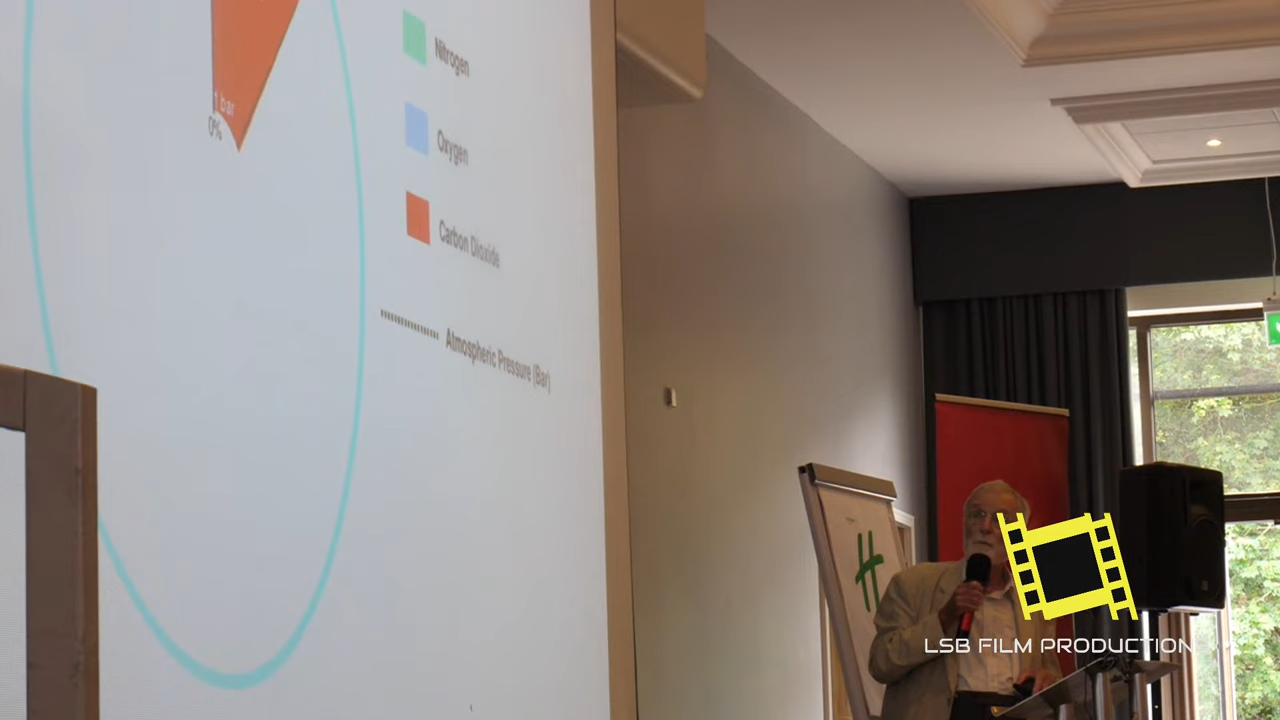 Nitrogen
1 bar
0%
Oxygen
Carbon Dioxide
Atmospheric Pressure (Bar)
H
LSB FILM PRODUCTION